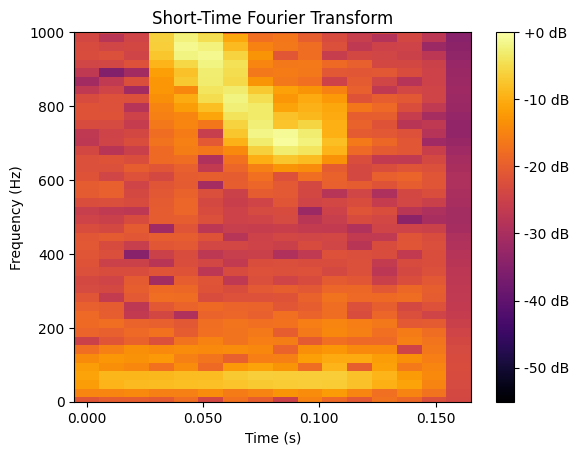 Short-Time Fourier Transform
1000
800
600
400
200
0
Frequency (Hz)
0.000
0.050
0.100
0.150
Time (s)
+0 dB
-10 dB
-20 dB
-30 dB
-40 dB
-50 dB